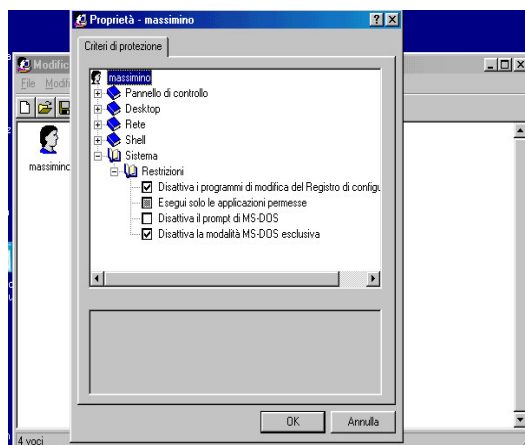 Proprietà - massimino
Criteri di protezione
Modific
File Modifi
massimino
massimino
Pannello di controllo
Desktop
Rete
Shell
Sistema
Restrizioni
Disattiva i programmi di modifica del Registro di configu
Esegui solo le applicazioni permesse
Disattiva il prompt di MS-DOS
Disattiva la modalità MS-DOS esclusiva
OK Annulla
4 voci